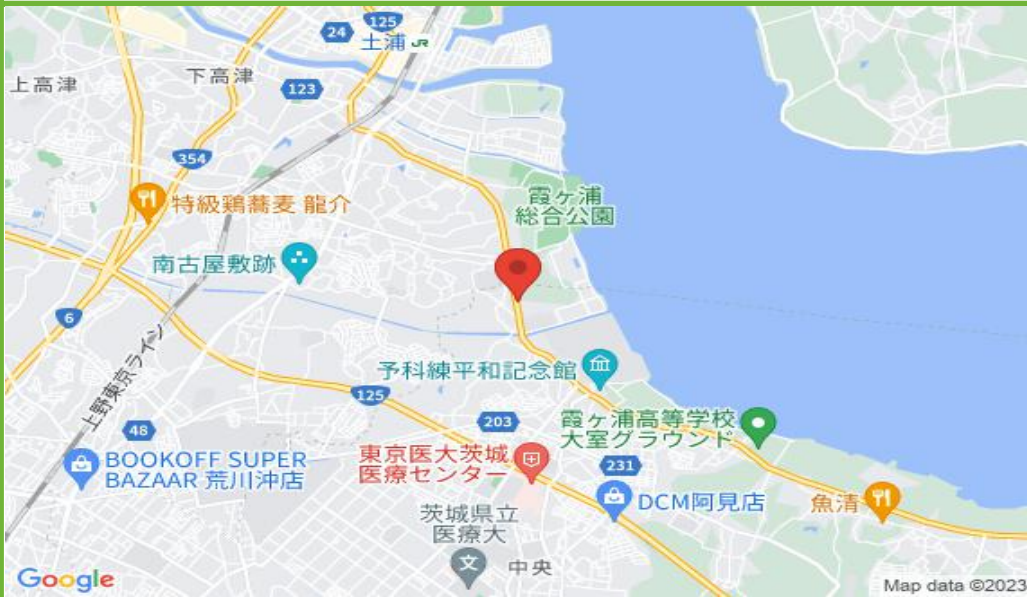 125
24
土浦 JR
上高津
下高津
123
354
特級鶏蕎麦 龍介
霞ヶ浦
総合公園
南古屋敷跡
6
上野東京ライン
予科練平和記念館
125
203
48
霞ヶ浦高等学校
大室グラウンド
東京医大茨城
医療センター
231
BOOKOFF SUPER
BAZAAR 荒川沖店
DCM阿見店
魚清
茨城県立
医療大
文
中央
Google
Map data ©2023